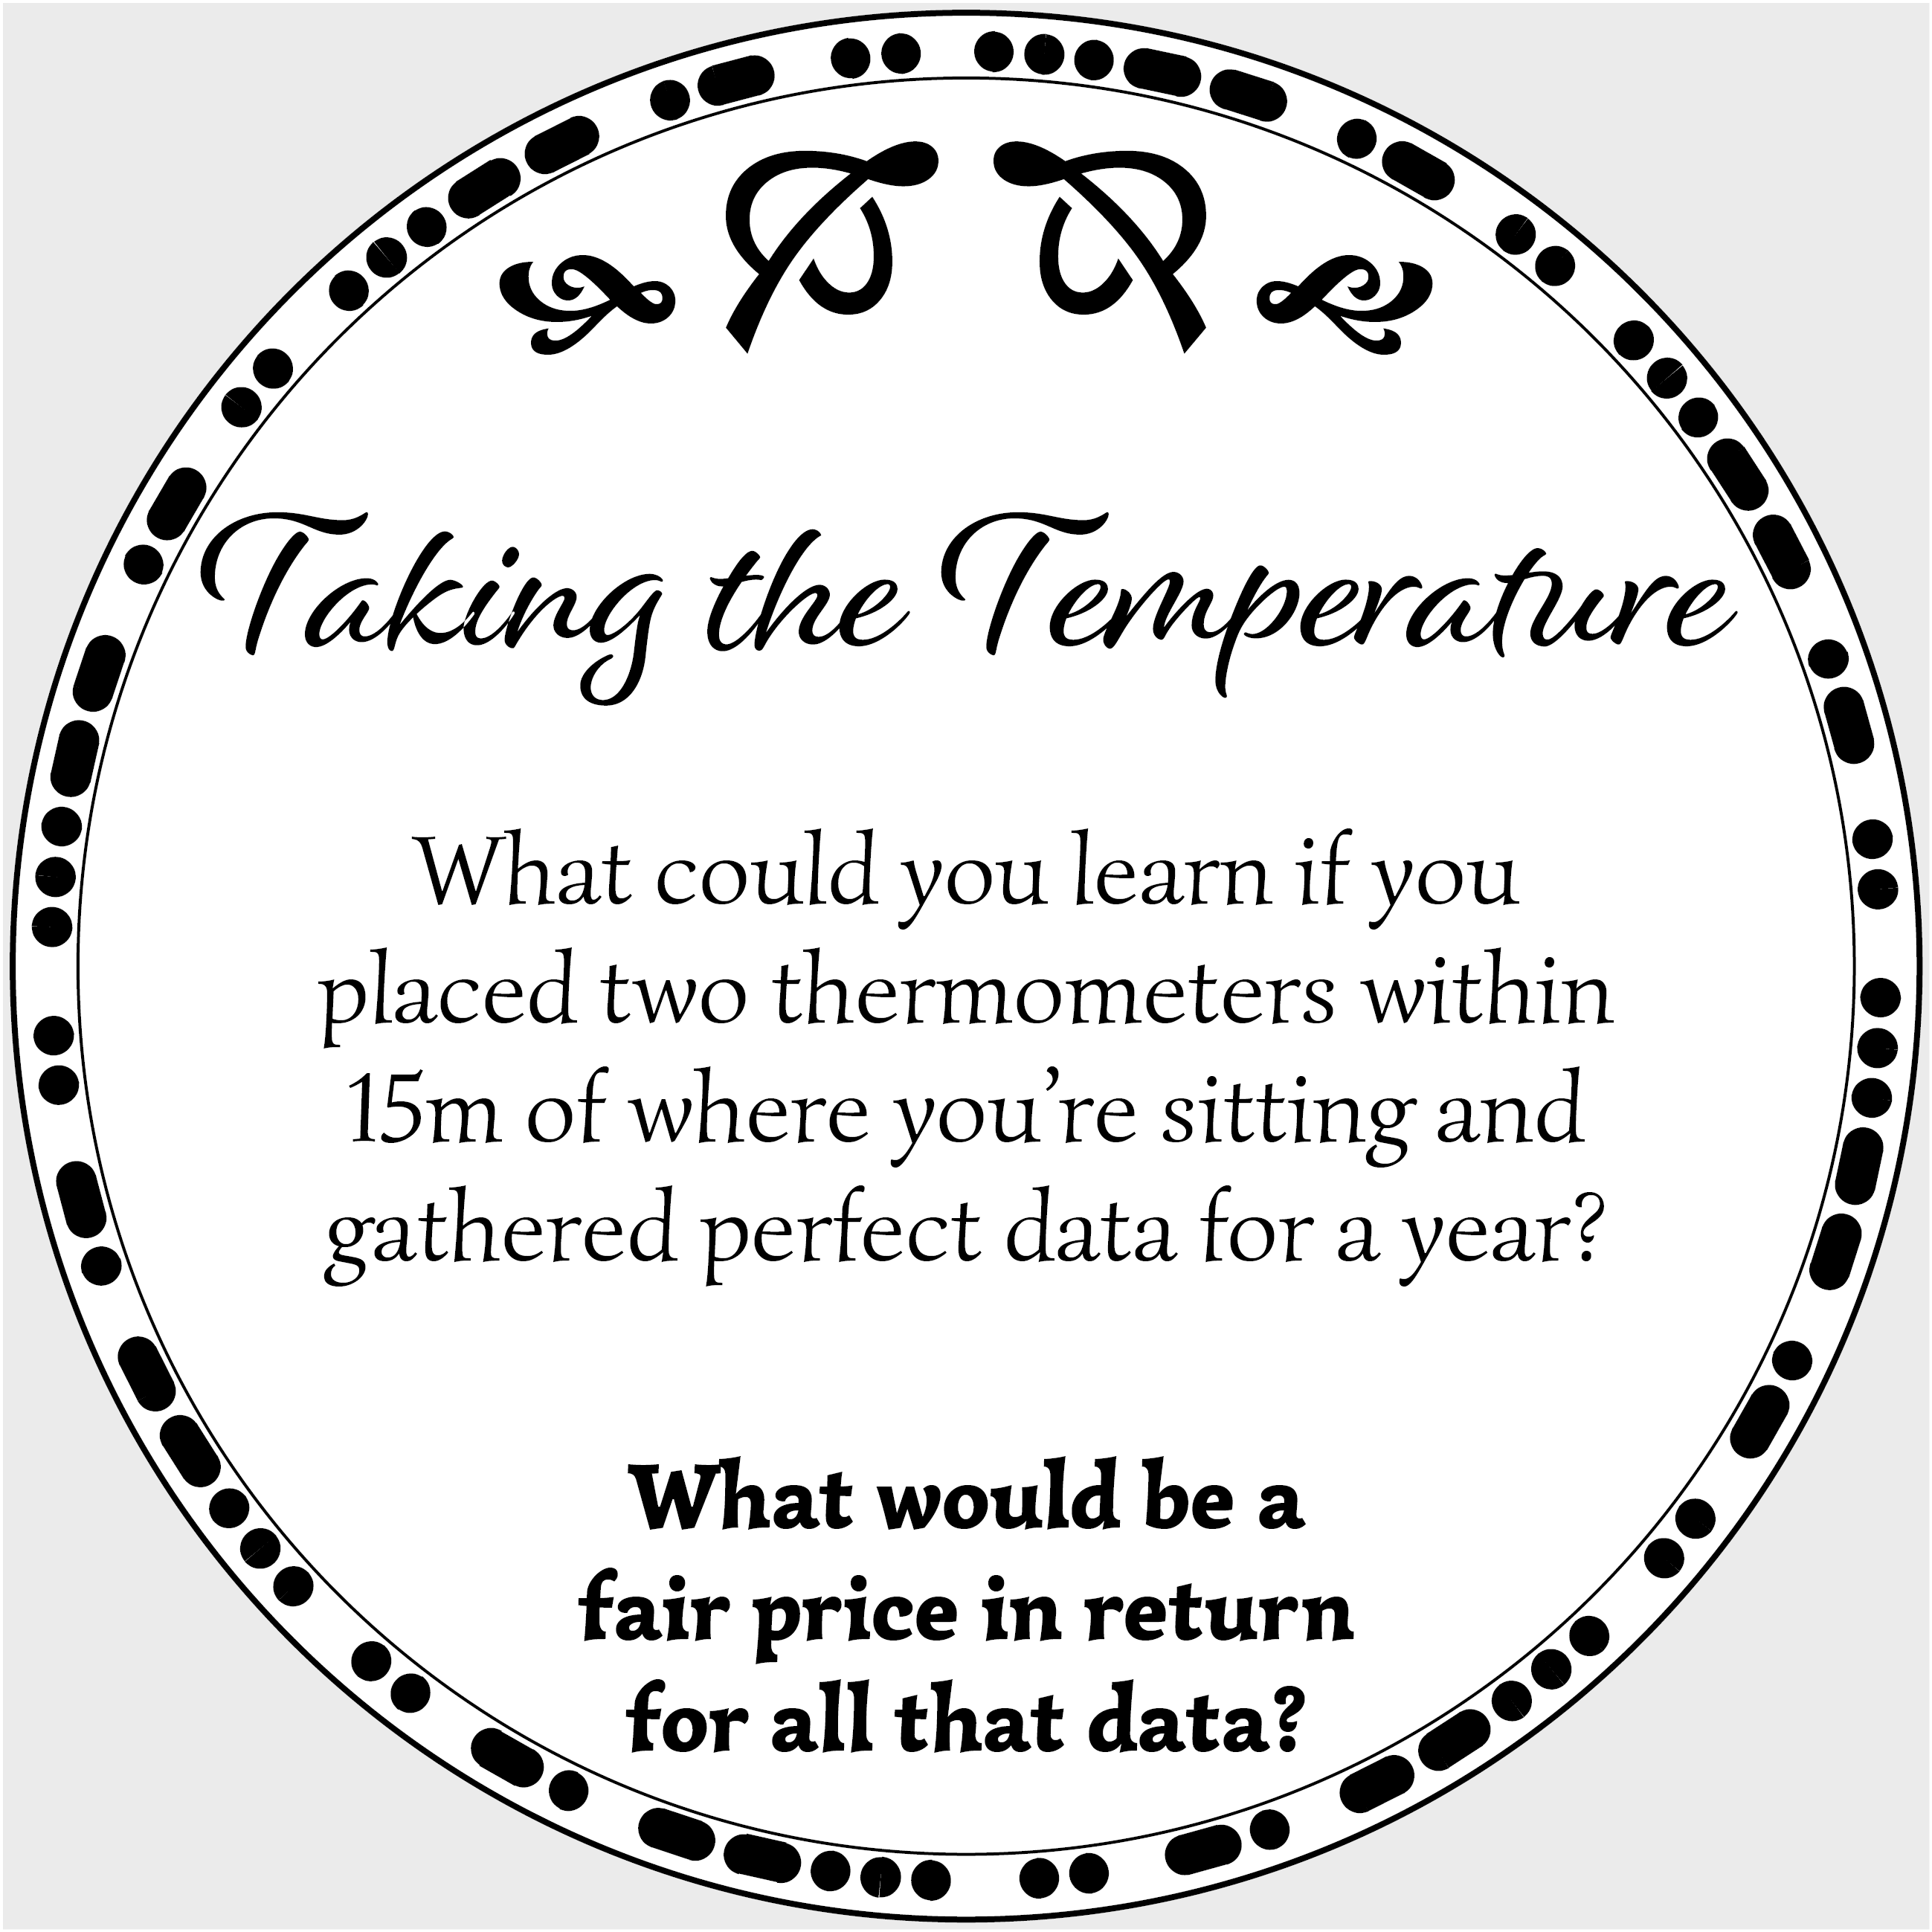 Taking the Temperature
What could you learn if you
placed two thermometers within
15m of where you’re sitting and
gathered perfect data for a year?
What would be a
fair price in return
for all that data?